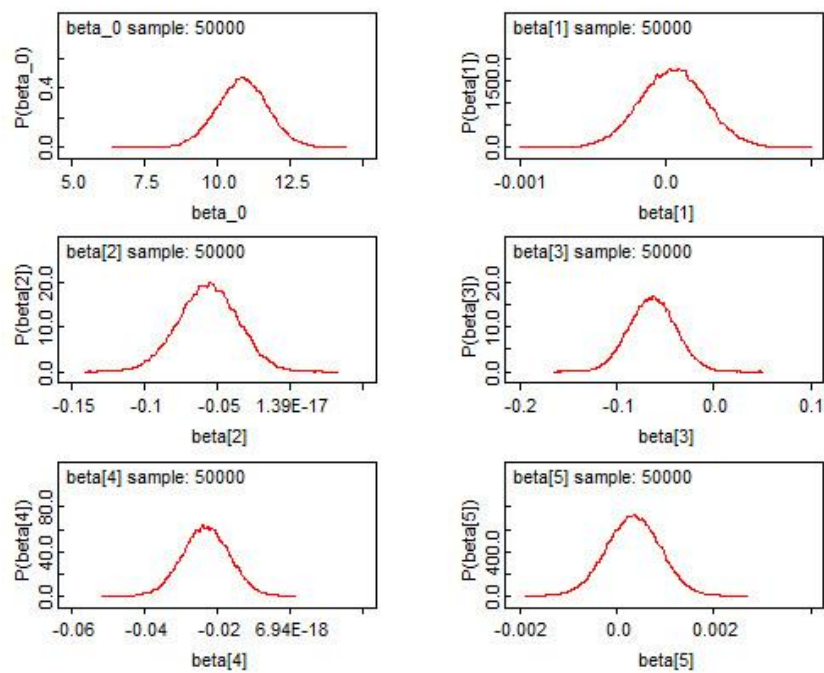 beta_0 sample: 50000
P(beta_0)
0.4
0.0
5.0 7.5 10.0 12.5
beta_0
beta[1] sample: 50000
P(beta[1])
1500.0
0.0
-0.001 0.0
beta[1]
beta[2] sample: 50000
P(beta[2])
20.0
10.0
0.0
-0.15 -0.1 -0.05 1.39E-17
beta[2]
beta[3] sample: 50000
P(beta[3])
20.0
10.0
0.0
-0.2 -0.1 0.0 0.1
beta[3]
beta[4] sample: 50000
P(beta[4])
80.0
40.0
0.0
-0.06 -0.04 -0.02 6.94E-18
beta[4]
beta[5] sample: 50000
P(beta[5])
400.0
0.0
-0.002 0.0 0.002
beta[5]